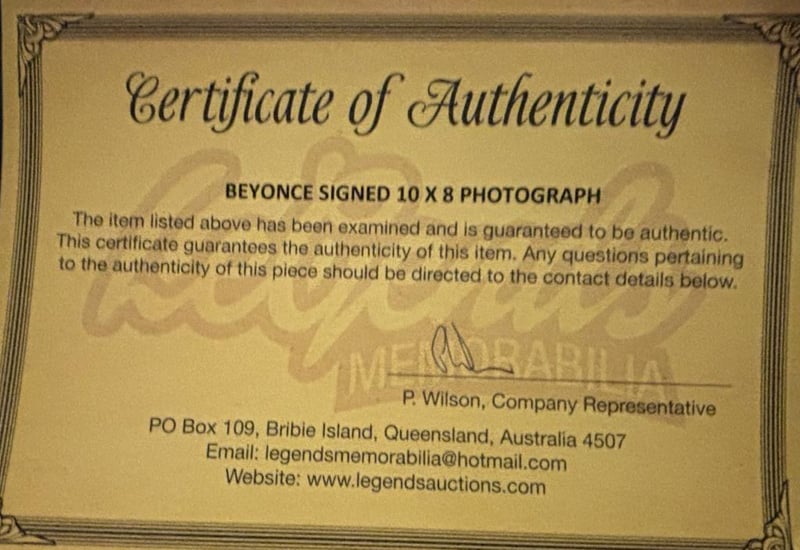 Certificate of Authenticity
BEYONCE SIGNED 10 X 8 PHOTOGRAPH
The item listed above has been examined and is guaranteed to be authentic.
This certificate guarantees the authenticity of this item. Any questions pertaining
to the authenticity of this piece should be directed to the contact details below.
Legends
MEMORABILIA
P. Wilson, Company Representative
PO Box 109, Bribie Island, Queensland, Australia 4507
Email: legendsmemorabilia@hotmail.com
Website: www.legendsauctions.com